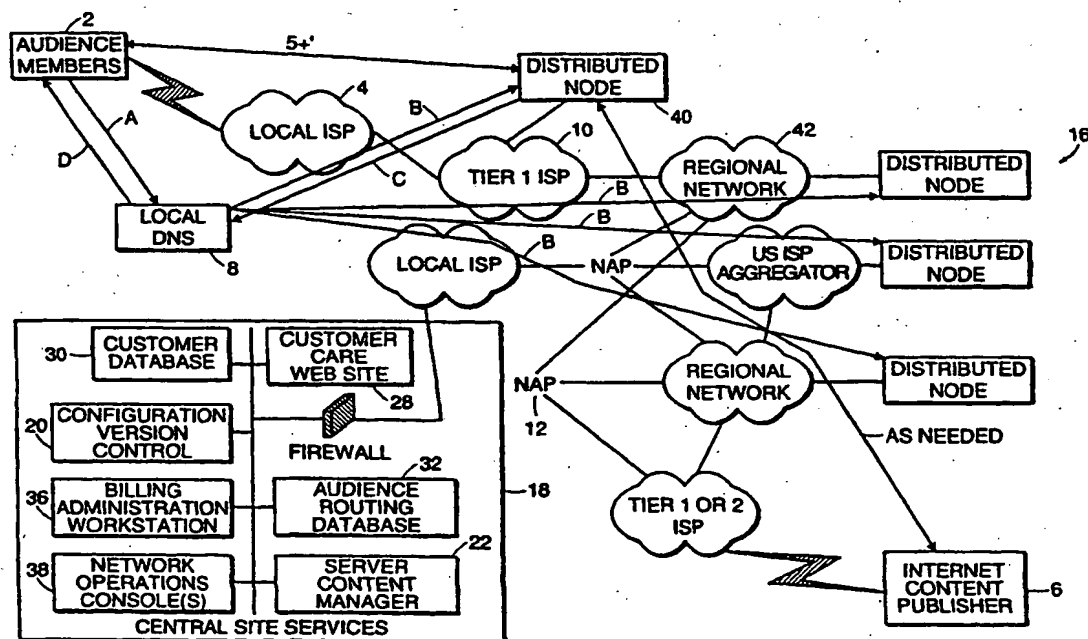 2
AUDIENCE
MEMBERS
5+'
DISTRIBUTED
NODE
40
4
LOCAL ISP
A
D
B
C
10
TIER 1 ISP
42
REGIONAL
NETWORK
16
DISTRIBUTED
NODE
LOCAL
DNS
8
B
B
B
LOCAL ISP
NAP
US ISP
AGGREGATOR
DISTRIBUTED
NODE
30
CUSTOMER
DATABASE
CUSTOMER
CARE
WEB SITE
28
NAP
12
REGIONAL
NETWORK
DISTRIBUTED
NODE
20
CONFIGURATION
VERSION
CONTROL
FIREWALL
AS NEEDED
36
BILLING
ADMINISTRATION
WORKSTATION
32
AUDIENCE
ROUTING
DATABASE
18
TIER 1 OR 2
ISP
38
NETWORK
OPERATIONS
CONSOLE(S)
22
SERVER
CONTENT
MANAGER
INTERNET
CONTENT
PUBLISHER
6
CENTRAL SITE SERVICES